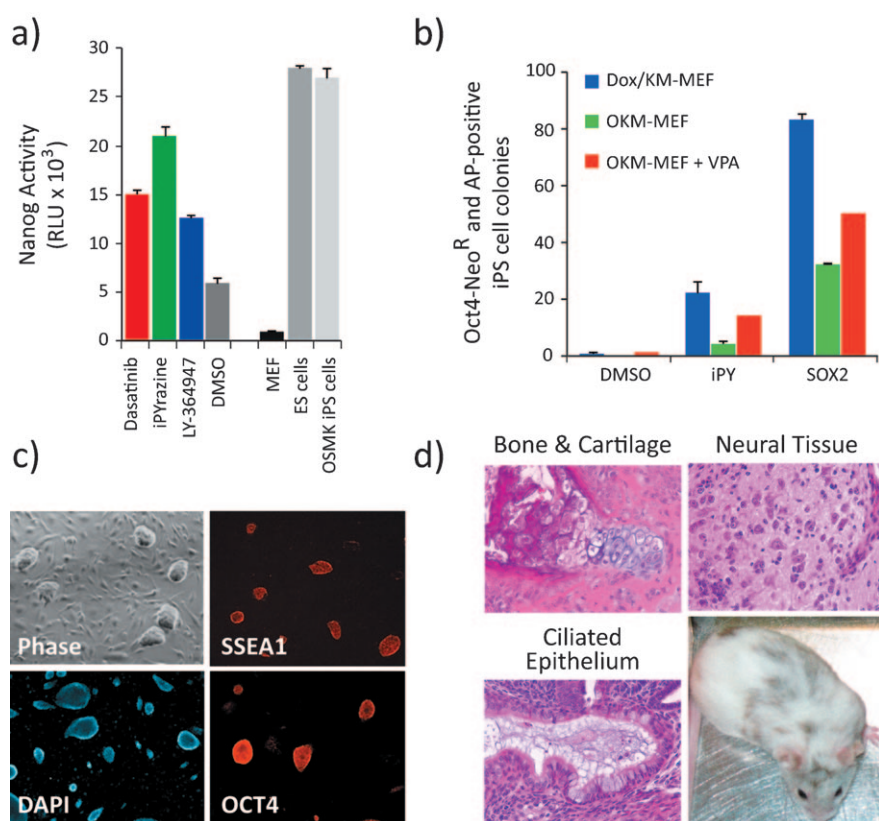 a)
Nanog Activity
(RLU x 10³)
30
25
20
15
10
5
0
Dasatinib
iPYrazine
LY-364947
DMSO
MEF
ES cells
OSMK iPS cells
b)
Oct4-Neoᴿ and AP-positive
iPS cell colonies
100
80
60
40
20
0
Dox/KM-MEF
OKM-MEF
OKM-MEF + VPA
DMSO
iPY
SOX2
c)
Phase
SSEA1
DAPI
OCT4
d)
Bone & Cartilage
Neural Tissue
Ciliated
Epithelium